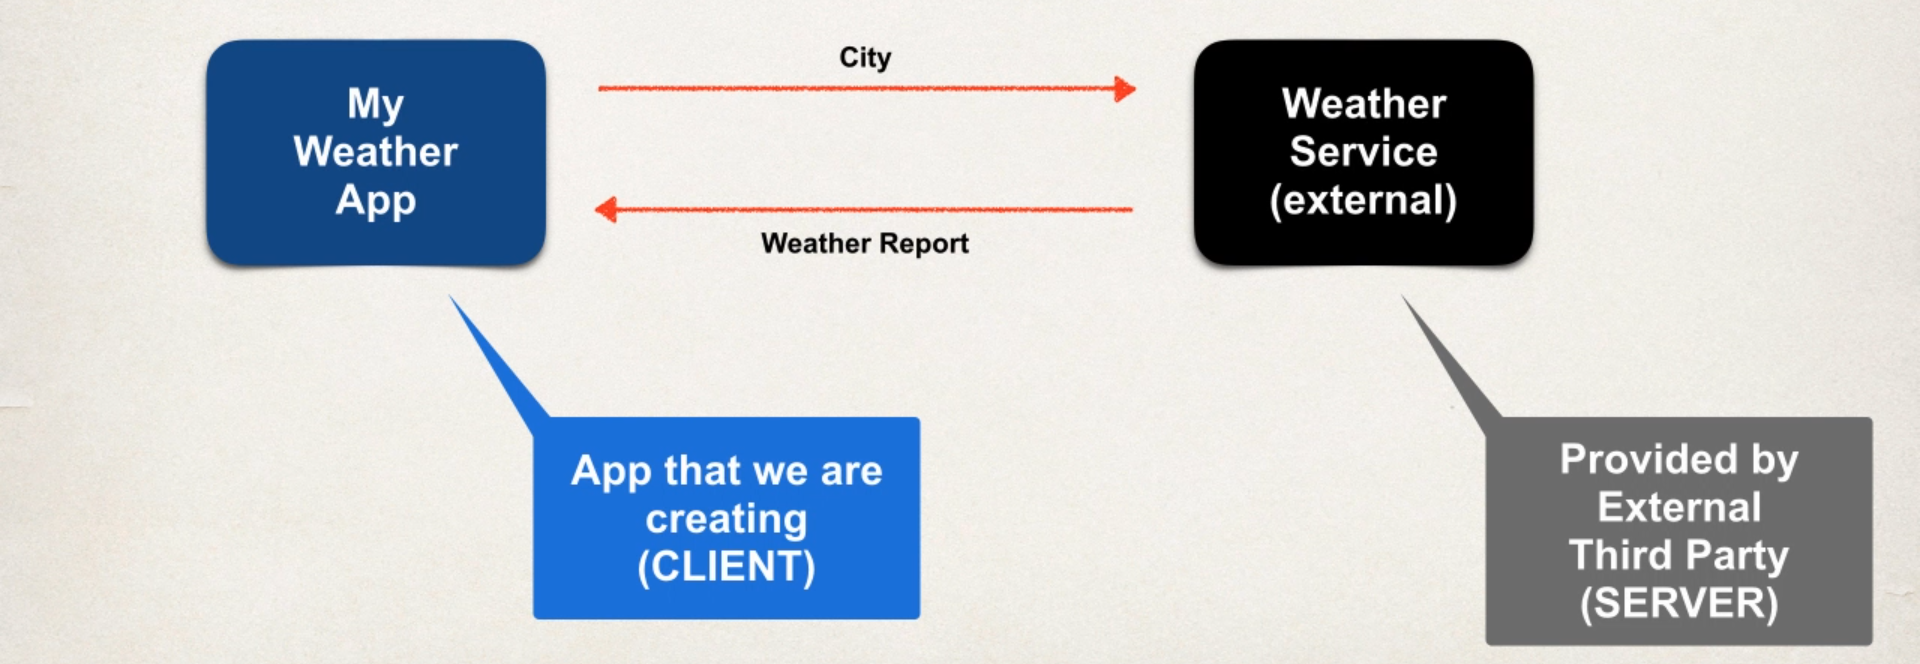 My
Weather
App
City
Weather Report
Weather
Service
(external)
App that we are
creating
(CLIENT)
Provided by
External
Third Party
(SERVER)